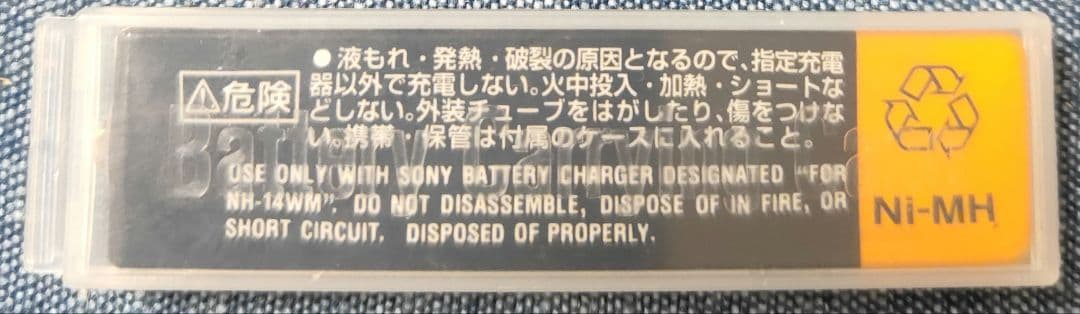 ⚠危険
●液もれ・発熱・破裂の原因となるので、指定充電
器以外で充電しない。火中投入・加熱・ショートな
どしない。外装チューブをはがしたり、傷をつけな
い。携帯・保管は付属のケースに入れること。
Battery Carrying
USE ONLY WITH SONY BATTERY CHARGER DESIGNATED "FOR
NH-14WM". DO NOT DISASSEMBLE, DISPOSE OF IN FIRE, OR
SHORT CIRCUIT. DISPOSED OF PROPERLY.
Ni-MH